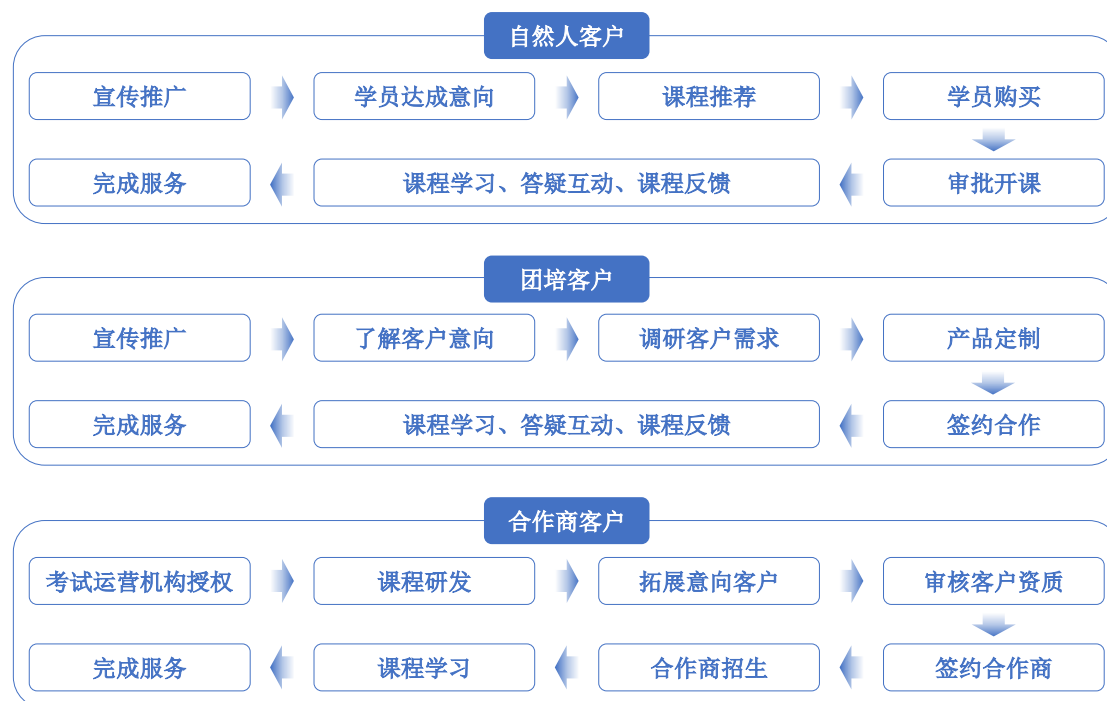 自然人客户
宣传推广
学员达成意向
课程推荐
学员购买
完成服务
课程学习、答疑互动、课程反馈
审批开课
团培客户
宣传推广
了解客户意向
调研客户需求
产品定制
完成服务
课程学习、答疑互动、课程反馈
签约合作
合作商客户
考试运营机构授权
课程研发
拓展意向客户
审核客户资质
完成服务
课程学习
合作商招生
签约合作商